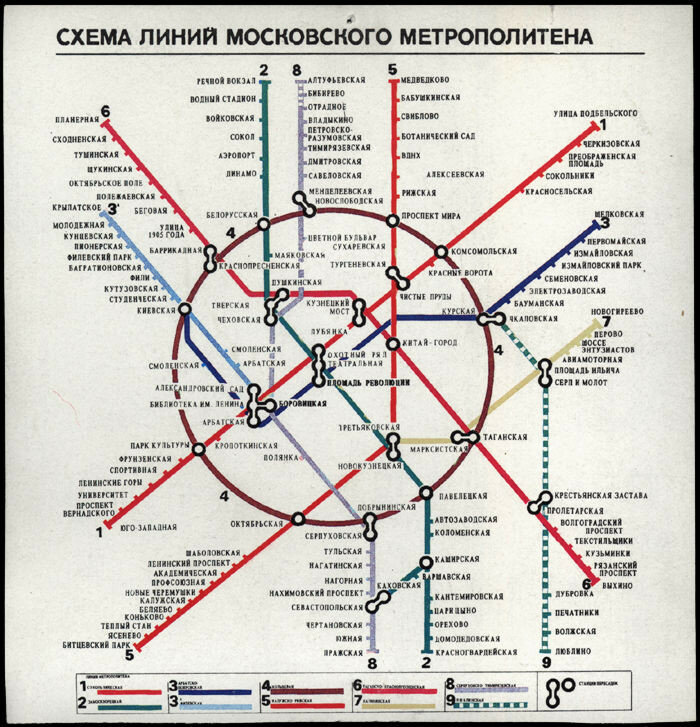 СХЕМА ЛИНИЙ МОСКОВСКОГО МЕТРОПОЛИТЕНА
2
8
5
РЕЧНОЙ ВОКЗАЛ
ВОДНЫЙ СТАДИОН
ВОЙКОВСКАЯ
СОКОЛ
АЭРОПОРТ
ДИНАМО
БЕЛОРУССКАЯ
АЛТУФЬЕВСКАЯ
БИБИРЕВО
ОТРАДНОЕ
ВЛАДЫКИНО
ПЕТРОВСКО-
РАЗУМОВСКАЯ
ТИМИРЯЗЕВСКАЯ
ДМИТРОВСКАЯ
САВЕЛОВСКАЯ
МЕНДЕЛЕЕВСКАЯ
НОВОСЛОБОДСКАЯ
МЕДВЕДКОВО
БАБУШКИНСКАЯ
СВИБЛОВО
БОТАНИЧЕСКИЙ САД
ВДНХ
АЛЕКСЕЕВСКАЯ
РИЖСКАЯ
ПРОСПЕКТ МИРА
УЛИЦА ПОДБЕЛЬСКОГО
1
ЧЕРКИЗОВСКАЯ
ПРЕОБРАЖЕНСКАЯ
ПЛОЩАДЬ
СОКОЛЬНИКИ
КРАСНОСЕЛЬСКАЯ
КОМСОМОЛЬСКАЯ
КРАСНЫЕ ВОРОТА
6
ПЛАНЕРНАЯ
СХОДНЕНСКАЯ
ТУШИНСКАЯ
ЩУКИНСКАЯ
ОКТЯБРЬСКОЕ ПОЛЕ
ПОЛЕЖАЕВСКАЯ
БЕГОВАЯ
УЛИЦА
1905 ГОДА
БАРРИКАДНАЯ
КРАСНОПРЕСНЕНСКАЯ
4
КРЫЛАТСКОЕ
3
МОЛОДЕЖНАЯ
КУНЦЕВСКАЯ
ПИОНЕРСКАЯ
ФИЛЕВСКИЙ ПАРК
БАГРАТИОНОВСКАЯ
ФИЛИ
КУТУЗОВСКАЯ
СТУДЕНЧЕСКАЯ
КИЕВСКАЯ
ЩЕЛКОВСКАЯ
3
ПЕРВОМАЙСКАЯ
ИЗМАЙЛОВСКАЯ
ИЗМАЙЛОВСКИЙ ПАРК
СЕМЕНОВСКАЯ
ЭЛЕКТРОЗАВОДСКАЯ
БАУМАНСКАЯ
КУРСКАЯ
ЧКАЛОВСКАЯ
НОВОГИРЕЕВО
7
ПЕРОВО
ШОССЕ
ЭНТУЗИАСТОВ
АВИАМОТОРНАЯ
ПЛОЩАДЬ ИЛЬИЧА
СЕРП И МОЛОТ
4
ЦВЕТНОЙ БУЛЬВАР
СУХАРЕВСКАЯ
МАЯКОВСКАЯ
ТУРГЕНЕВСКАЯ
ПУШКИНСКАЯ
ТВЕРСКАЯ
ЧЕХОВСКАЯ
КУЗНЕЦКИЙ
МОСТ
ЧИСТЫЕ ПРУДЫ
ЛУБЯНКА
КИТАЙ-ГОРОД
СМОЛЕНСКАЯ
АРБАТСКАЯ
СМОЛЕНСКАЯ
ОХОТНЫЙ РЯД
ТЕАТРАЛЬНАЯ
ПЛОЩАДЬ РЕВОЛЮЦИИ
АЛЕКСАНДРОВСКИЙ САД
БИБЛИОТЕКА ИМ. ЛЕНИНА
БОРОВИЦКАЯ
АРБАТСКАЯ
КРОПОТКИНСКАЯ
ПОЛЯНКА
ТРЕТЬЯКОВСКАЯ
НОВОКУЗНЕЦКАЯ
МАРКСИСТСКАЯ
ТАГАНСКАЯ
ПАРК КУЛЬТУРЫ
ФРУНЗЕНСКАЯ
СПОРТИВНАЯ
ЛЕНИНСКИЕ ГОРЫ
УНИВЕРСИТЕТ
ПРОСПЕКТ
ВЕРНАДСКОГО
1
ЮГО-ЗАПАДНАЯ
4
ОКТЯБРЬСКАЯ
ШАБОЛОВСКАЯ
ЛЕНИНСКИЙ ПРОСПЕКТ
АКАДЕМИЧЕСКАЯ
ПРОФСОЮЗНАЯ
НОВЫЕ ЧЕРЕМУШКИ
КАЛУЖСКАЯ
БЕЛЯЕВО
КОНЬКОВО
ТЕПЛЫЙ СТАН
ЯСЕНЕВО
БИТЦЕВСКИЙ ПАРК
5
ДОБРЫНИНСКАЯ
СЕРПУХОВСКАЯ
ТУЛЬСКАЯ
НАГАТИНСКАЯ
НАГОРНАЯ
НАХИМОВСКИЙ ПРОСПЕКТ
СЕВАСТОПОЛЬСКАЯ
ЧЕРТАНОВСКАЯ
ЮЖНАЯ
ПРАЖСКАЯ
8
ПАВЕЛЕЦКАЯ
АВТОЗАВОДСКАЯ
КОЛОМЕНСКАЯ
КАШИРСКАЯ
ВАРШАВСКАЯ
КАХОВСКАЯ
КАНТЕМИРОВСКАЯ
ЦАРИЦЫНО
ОРЕХОВО
ДОМОДЕДОВСКАЯ
КРАСНОГВАРДЕЙСКАЯ
2
КРЕСТЬЯНСКАЯ ЗАСТАВА
ПРОЛЕТАРСКАЯ
ВОЛГОГРАДСКИЙ
ПРОСПЕКТ
ТЕКСТИЛЬЩИКИ
КУЗЬМИНКИ
РЯЗАНСКИЙ
ПРОСПЕКТ
6
ВЫХИНО
ДУБРОВКА
ПЕЧАТНИКИ
ВОЛЖСКАЯ
ЛЮБЛИНО
9
ЛИНИИ МЕТРОПОЛИТЕНА
1 СОКОЛЬНИЧЕСКАЯ
2 ЗАМОСКВОРЕЦКАЯ
3 АРБАТСКО-
ПОКРОВСКАЯ
3 ФИЛЕВСКАЯ
4 КОЛЬЦЕВАЯ
5 КАЛУЖСКО-РИЖСКАЯ
6 ТАГАНСКО-КРАСНОПРЕСНЕНСКАЯ
7 КАЛИНИНСКАЯ
8 СЕРПУХОВСКО-ТИМИРЯЗЕВСКАЯ
9 ЛЮБЛИНСКАЯ
СТАНЦИИ ПЕРЕСАДОК